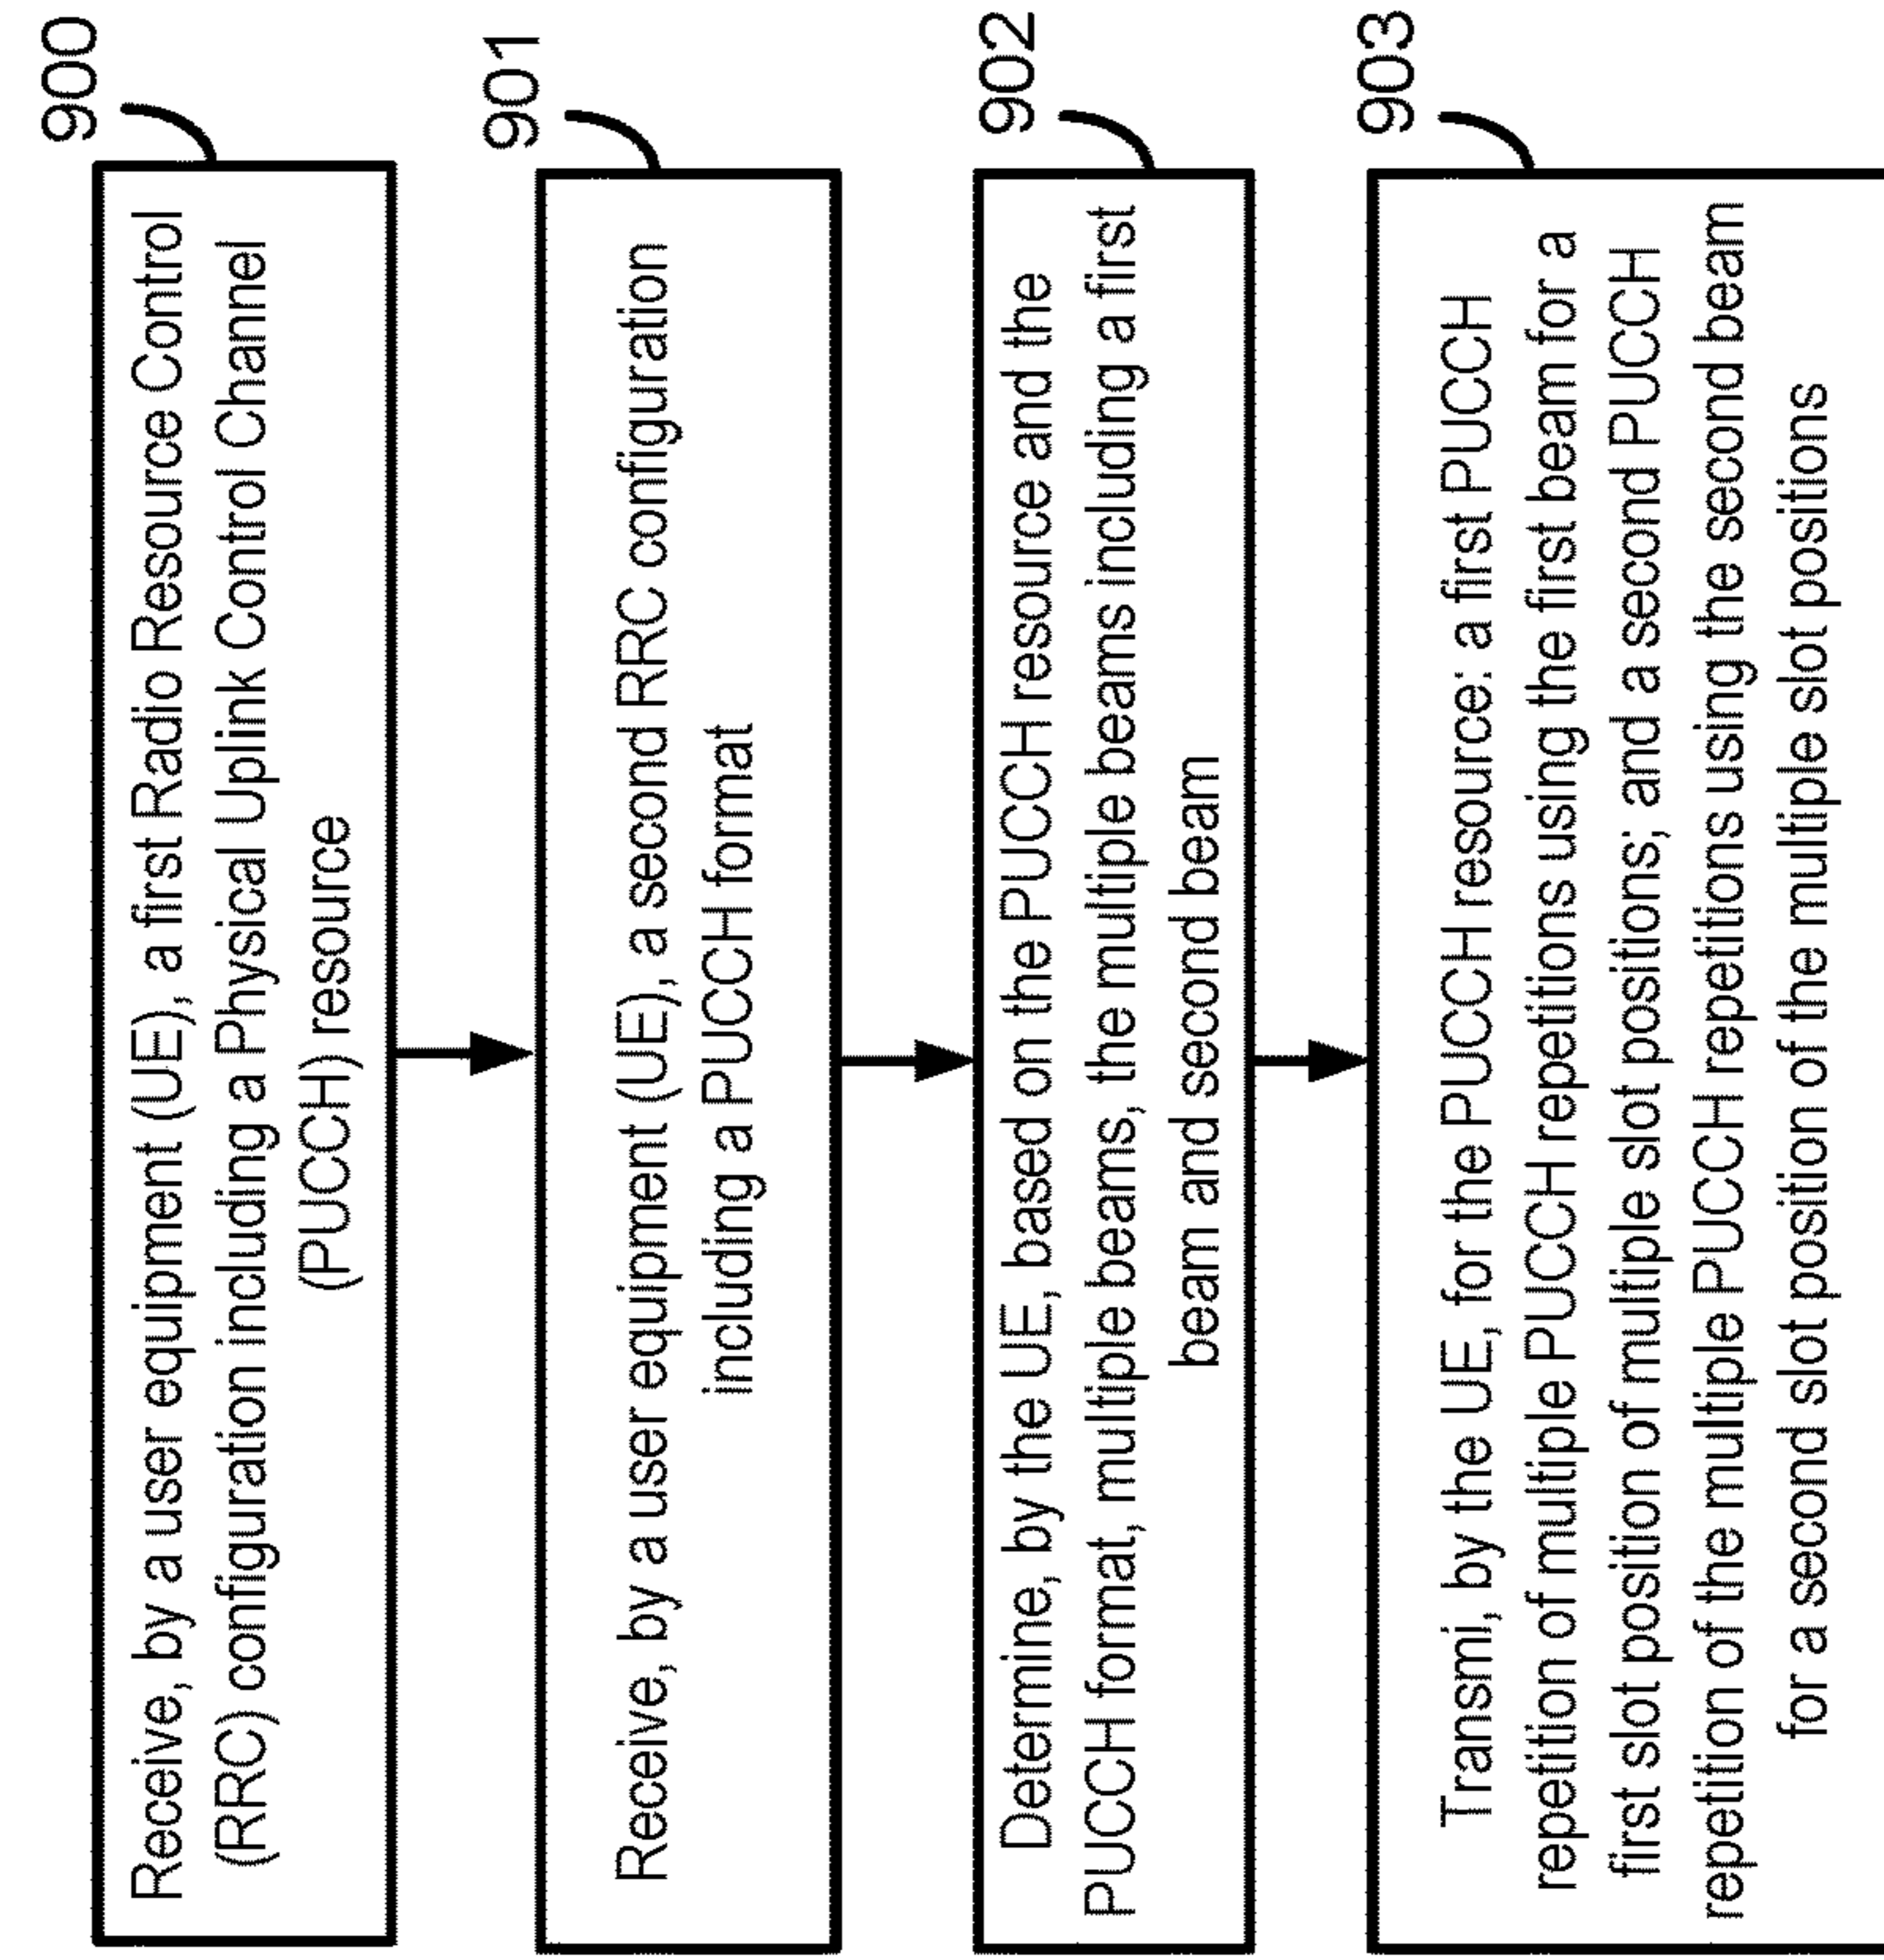 900
Receive, by a user equipment (UE), a first Radio Resource Control
(RRC) configuration including a Physical Uplink Control Channel
(PUCCH) resource
901
Receive, by a user equipment (UE), a second RRC configuration
including a PUCCH format
902
Determine, by the UE, based on the PUCCH resource and the
PUCCH format, multiple beams, the multiple beams including a first
beam and second beam
903
Transmi, by the UE, for the PUCCH resource: a first PUCCH
repetition of multiple PUCCH repetitions using the first beam for a
first slot position of multiple slot positions; and a second PUCCH
repetition of the multiple PUCCH repetitions using the second beam
for a second slot position of the multiple slot positions